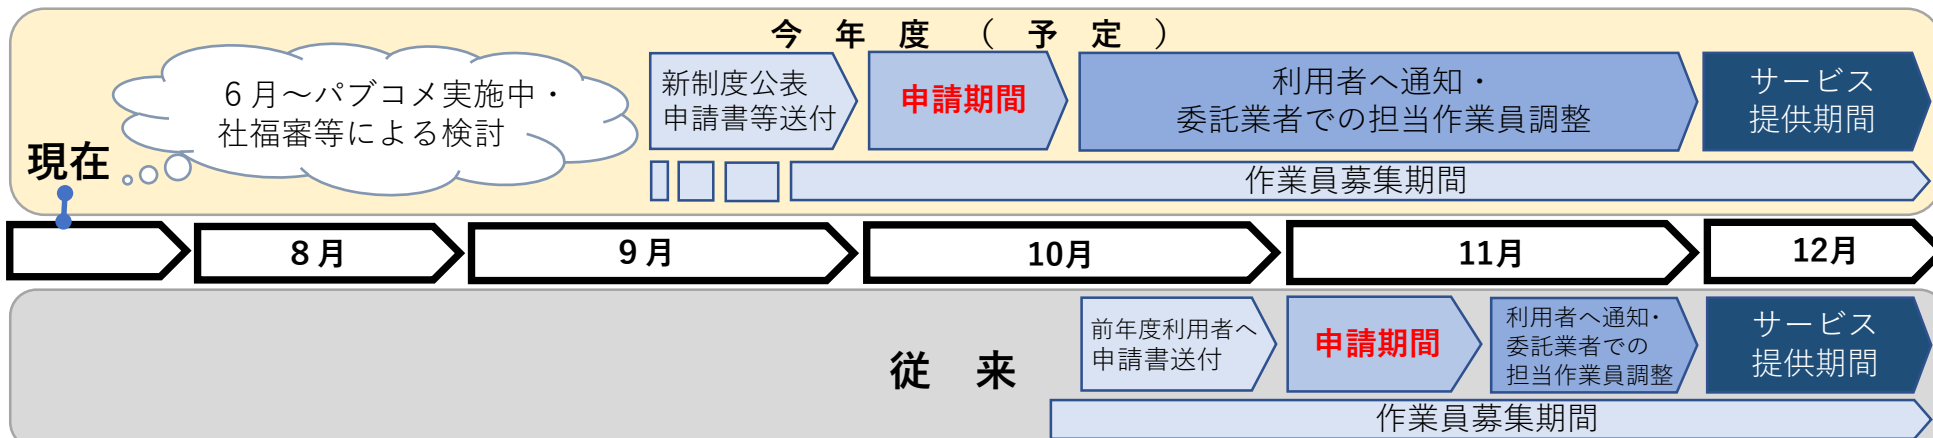 今年度(予定)
6月～パブコメ実施中・
社福審等による検討
現在
新制度公表
申請書等送付
申請期間
利用者へ通知・
委託業者での担当作業員調整
サービス
提供期間
作業員募集期間
8月
9月
10月
11月
12月
従来
前年度利用者へ
申請書送付
申請期間
利用者へ通知・
委託業者での
担当作業員調整
サービス
提供期間
作業員募集期間